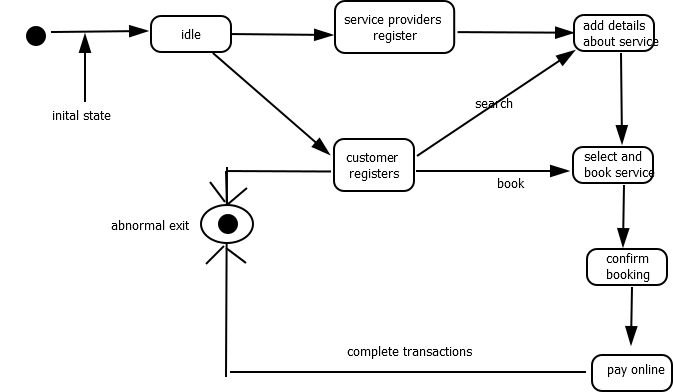 service providers
register
idle
add details
about service
search
inital state
customer
registers
select and
book service
book
abnormal exit
confirm
booking
complete transactions
pay online